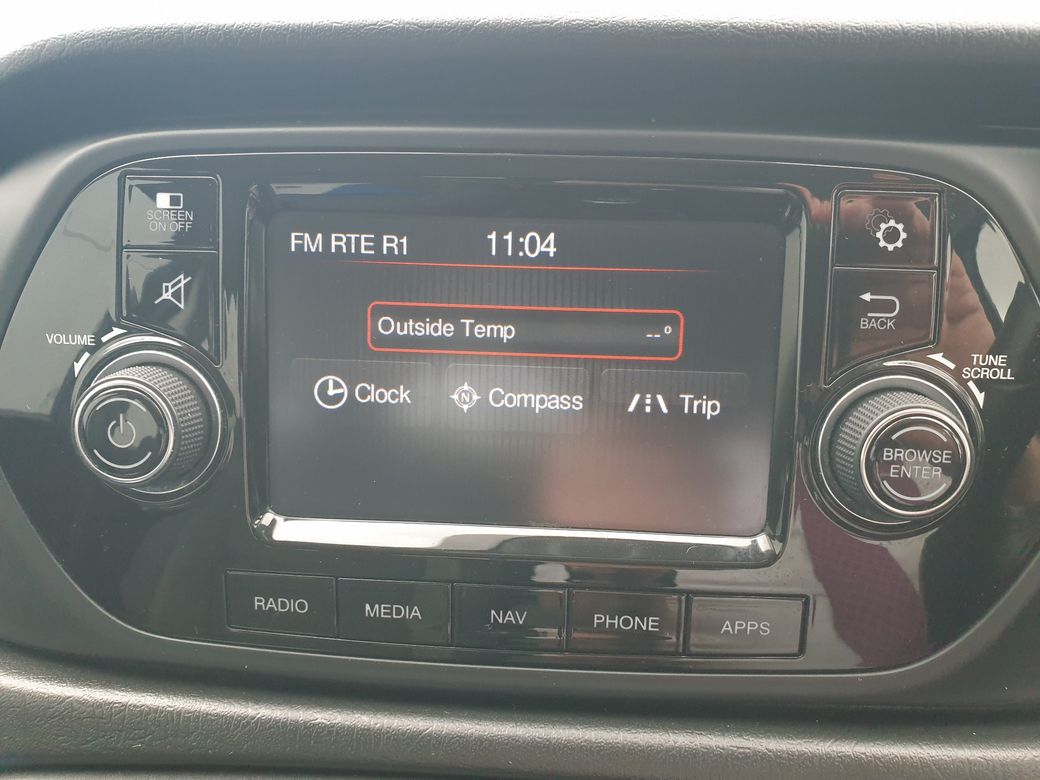 SCREEN
ON OFF
FM RTE R1 11:04
BACK
VOLUME
Outside Temp --°
TUNE
SCROLL
Clock N Compass Trip
BROWSE
ENTER
RADIO MEDIA NAV PHONE APPS